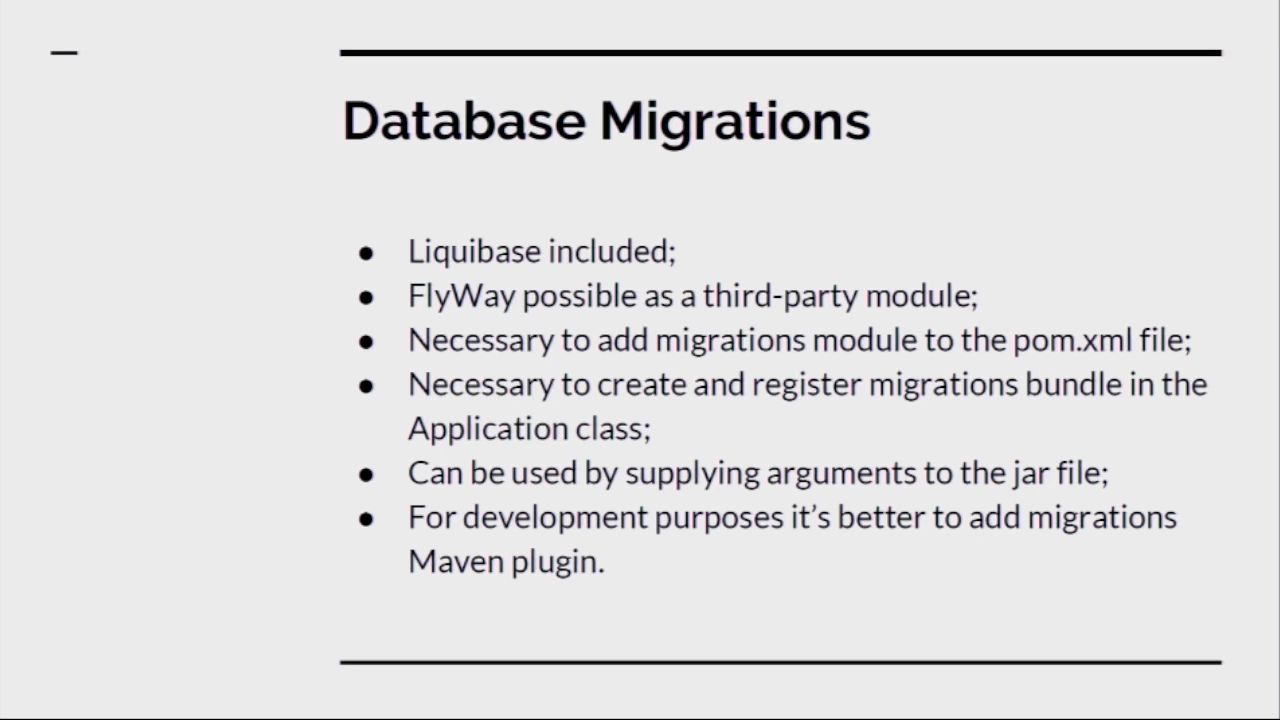 Database Migrations
● Liquibase included;
● FlyWay possible as a third-party module;
● Necessary to add migrations module to the pom.xml file;
● Necessary to create and register migrations bundle in the
Application class;
● Can be used by supplying arguments to the jar file;
● For development purposes it’s better to add migrations
Maven plugin.